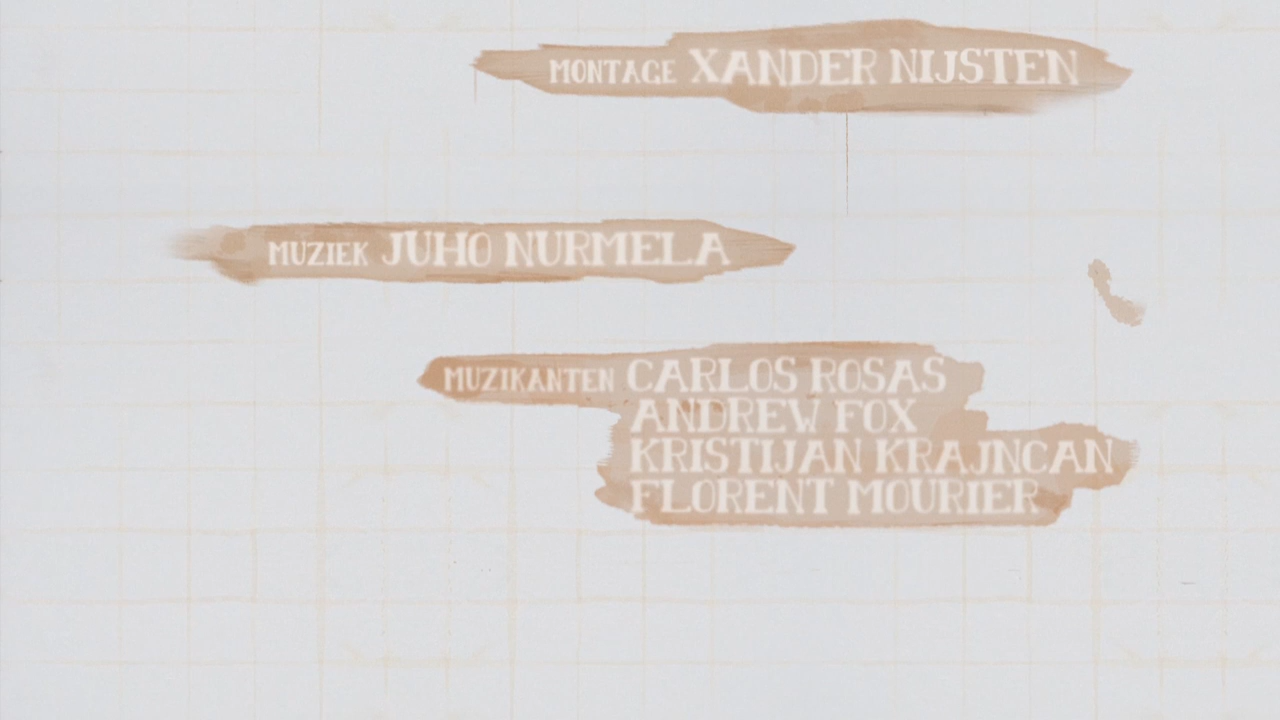 MONTAGE XANDER NIJSTEN
MUZIEK JUHO NURMELA
MUZIKANTEN CARLOS ROSAS
ANDREW FOX
KRISTIJAN KRAJNCAN
FLORENT MOURIER